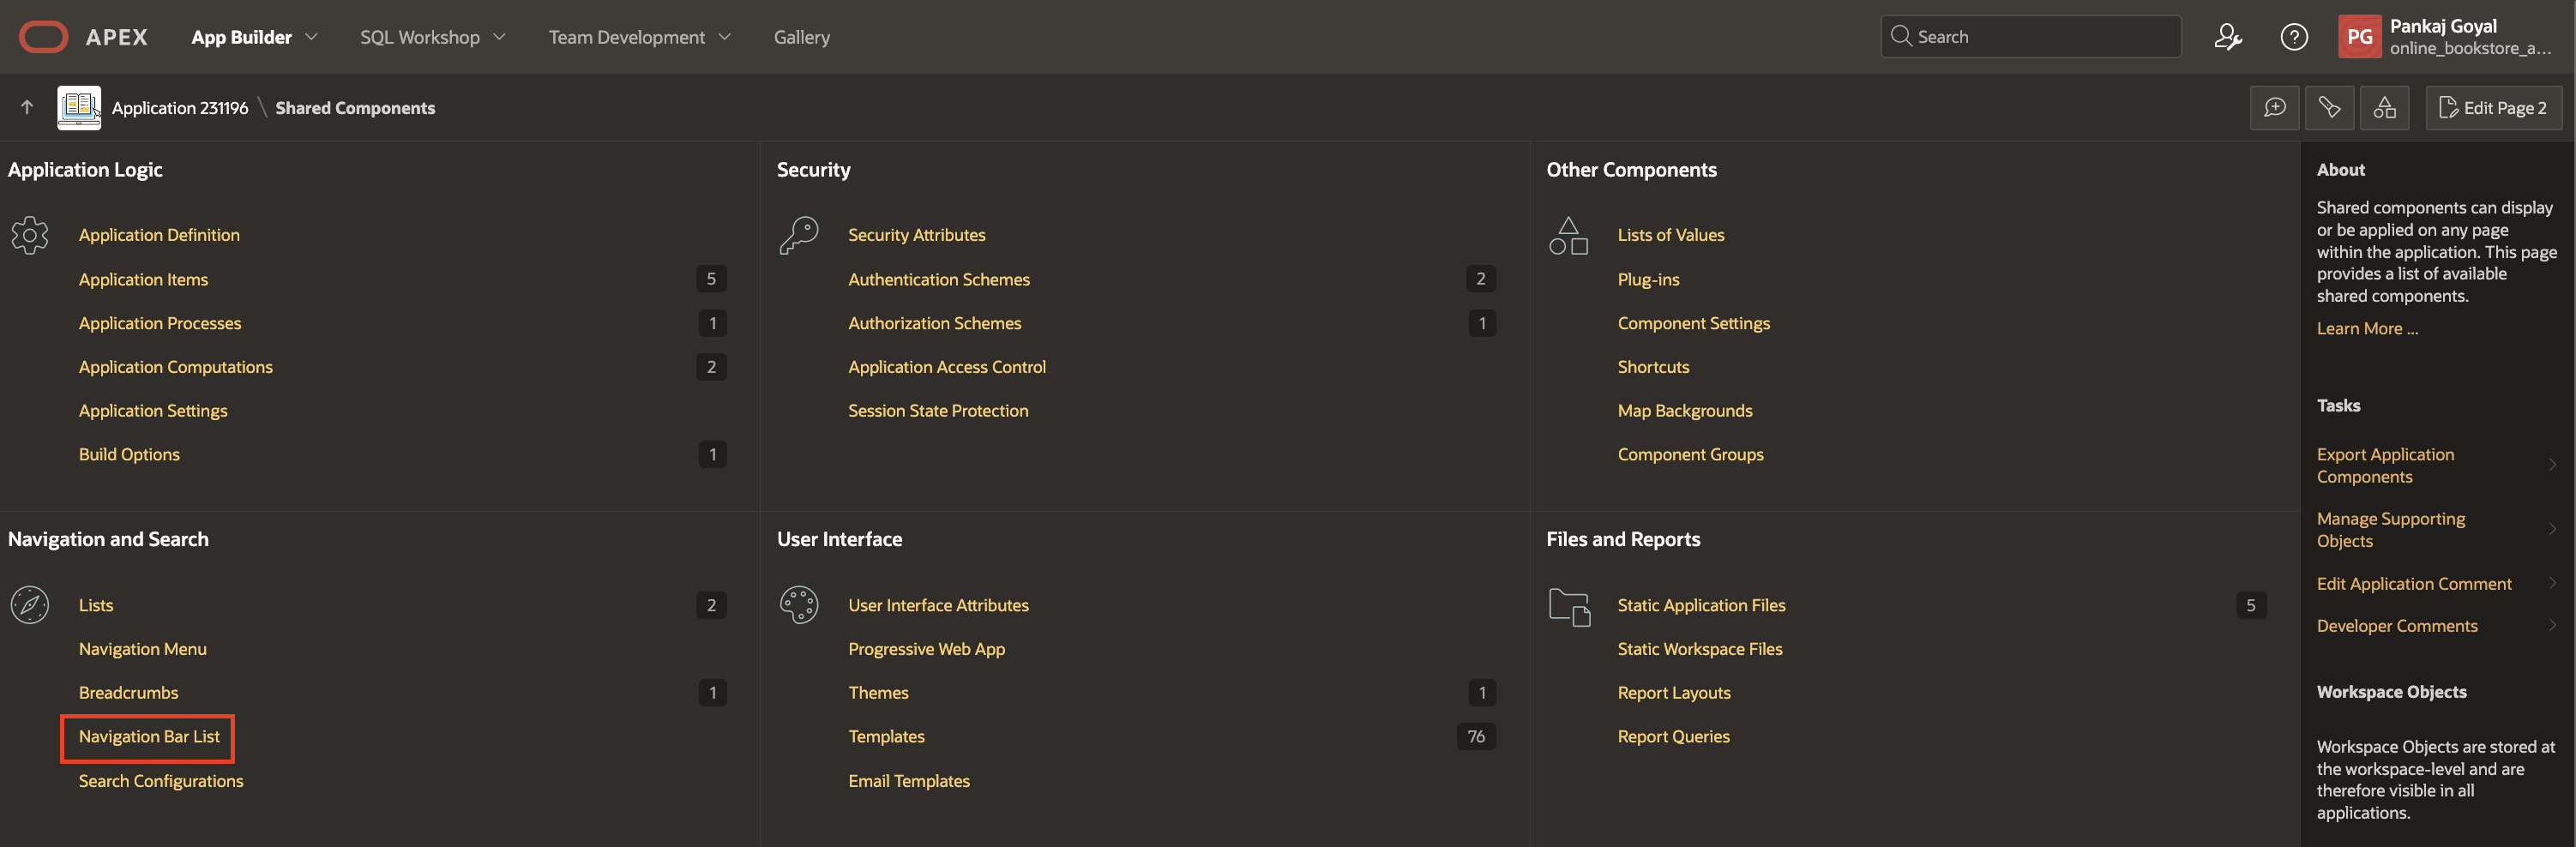 APEX App Builder SQL Workshop Team Development Gallery Search ? PG Pankaj Goyal
online_bookstore_a...
Application 231196 \ Shared Components Edit Page 2
Application Logic
Application Definition
Application Items 5
Application Processes 1
Application Computations 2
Application Settings
Build Options 1
Security
Security Attributes
Authentication Schemes 2
Authorization Schemes 1
Application Access Control
Session State Protection
Other Components
Lists of Values
Plug-ins
Component Settings
Shortcuts
Map Backgrounds
Component Groups
Navigation and Search
Lists 2
Navigation Menu
Breadcrumbs 1
Navigation Bar List
Search Configurations
User Interface
User Interface Attributes
Progressive Web App
Themes 1
Templates 76
Email Templates
Files and Reports
Static Application Files 5
Static Workspace Files
Report Layouts
Report Queries
About
Shared components can display
or be applied on any page
within the application. This page
provides a list of available
shared components.
Learn More ...
Tasks
Export Application
Components
Manage Supporting
Objects
Edit Application Comment
Developer Comments
Workspace Objects
Workspace Objects are stored at
the workspace-level and are
therefore visible in all
applications.